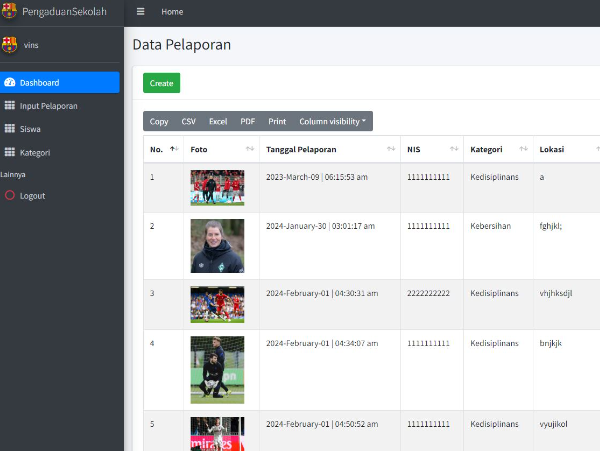 PengaduanSekolah
Home
vins
Data Pelaporan
Dashboard
Create
Input Pelaporan
Siswa
Copy CSV Excel PDF Print Column visibility
Kategori
No. Foto Tanggal Pelaporan NIS Kategori Lokasi
Lainnya
Logout
1 2023-March-09 | 06:15:53 am 1111111111 Kedisiplinans a
2 2024-January-30 | 03:01:17 am 1111111111 Kebersihan fghjkl;
3 2024-February-01 | 04:30:31 am 2222222222 Kedisiplinans vhjhksdjl
4 2024-February-01 | 04:34:07 am 1111111111 Kedisiplinans bnjkjk
5 2024-February-01 | 04:50:52 am 1111111111 Kedisiplinans vyujikol